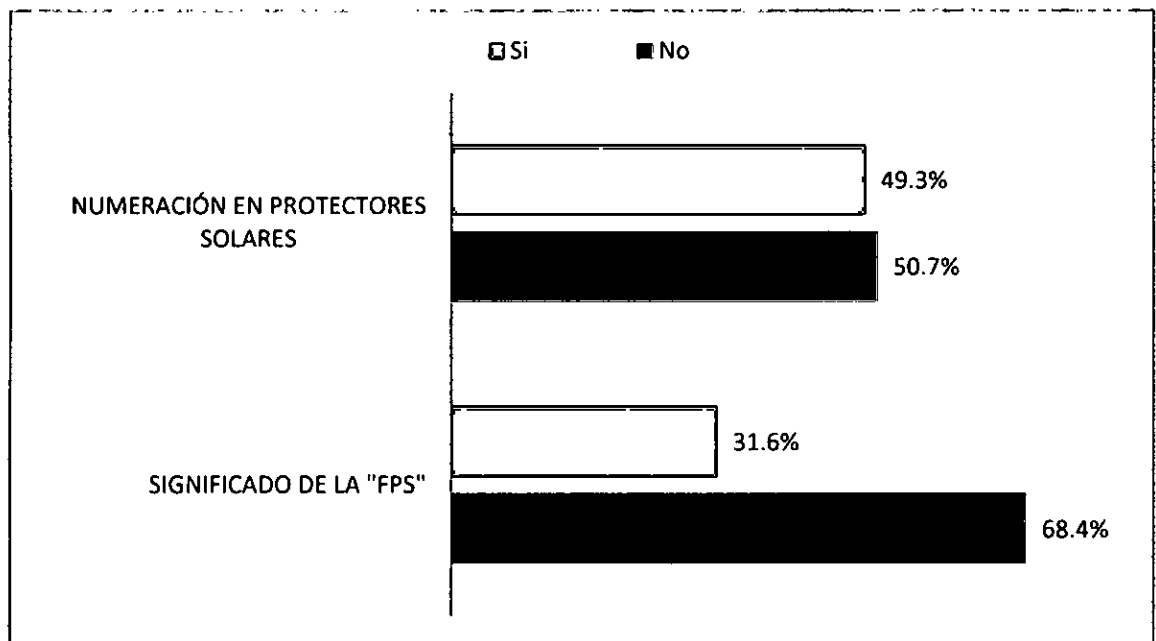 Si No
NUMERACIÓN EN PROTECTORES
SOLARES
49.3%
50.7%
SIGNIFICADO DE LA "FPS"
31.6%
68.4%